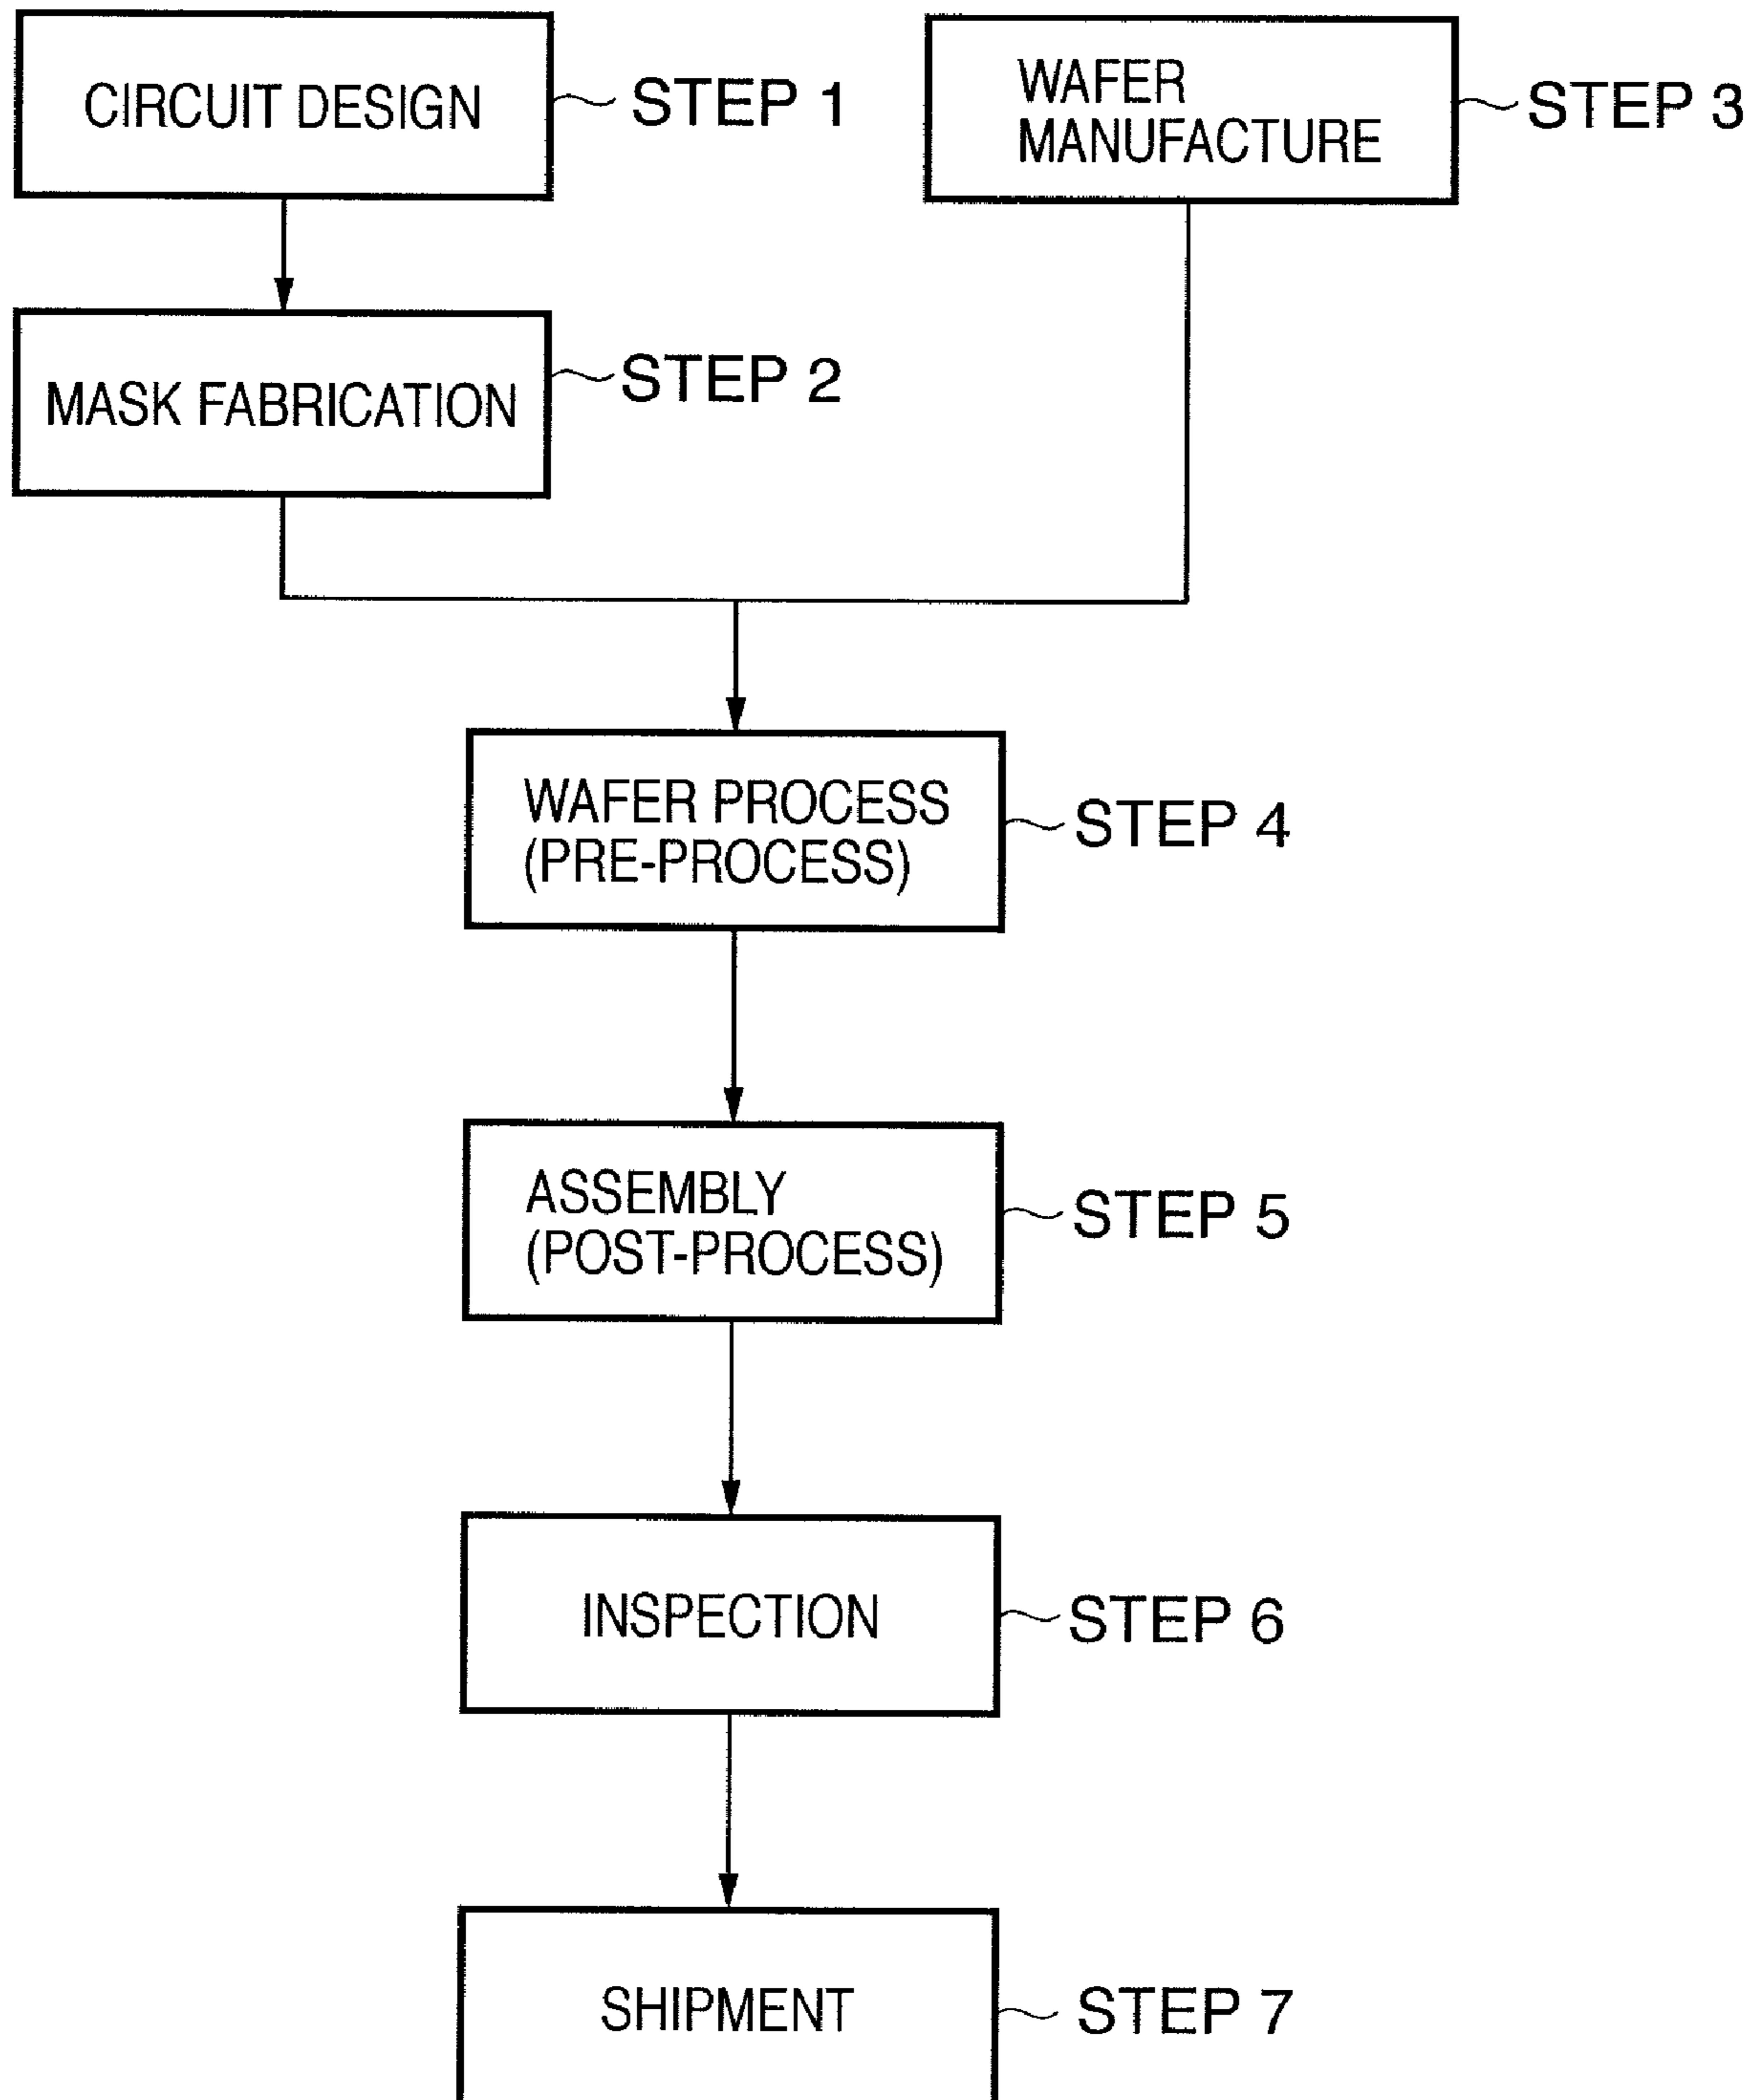 CIRCUIT DESIGN
STEP 1
WAFER
MANUFACTURE
STEP 3
MASK FABRICATION
STEP 2
WAFER PROCESS
(PRE-PROCESS)
STEP 4
ASSEMBLY
(POST-PROCESS)
STEP 5
INSPECTION
STEP 6
SHIPMENT
STEP 7